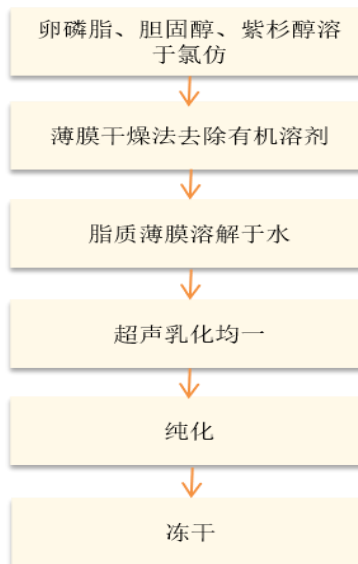 卵磷脂、胆固醇、紫杉醇溶
于氯仿
薄膜干燥法去除有机溶剂
脂质薄膜溶解于水
超声乳化均一
纯化
冻干